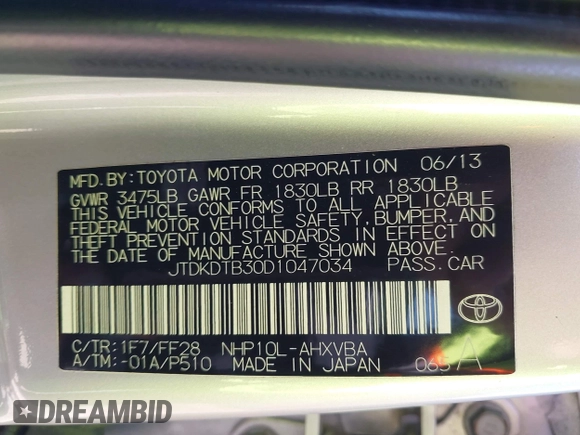 MFD.BY:TOYOTA MOTOR CORPORATION 06/13
GVWR 3475LB GAWR FR 1830LB RR 1830LB
THIS VEHICLE CONFORMS TO ALL APPLICABLE
FEDERAL MOTOR VEHICLE SAFETY, BUMPER, AND
THEFT PREVENTION STANDARDS IN EFFECT ON
THE DATE OF MANUFACTURE SHOWN ABOVE.
JTDKDTB30D1047034 PASS.CAR
C/TR:1F7/FF28 NHP10L-AHXVBA
A/TM:-01A/P510 MADE IN JAPAN
A
DREAMBID